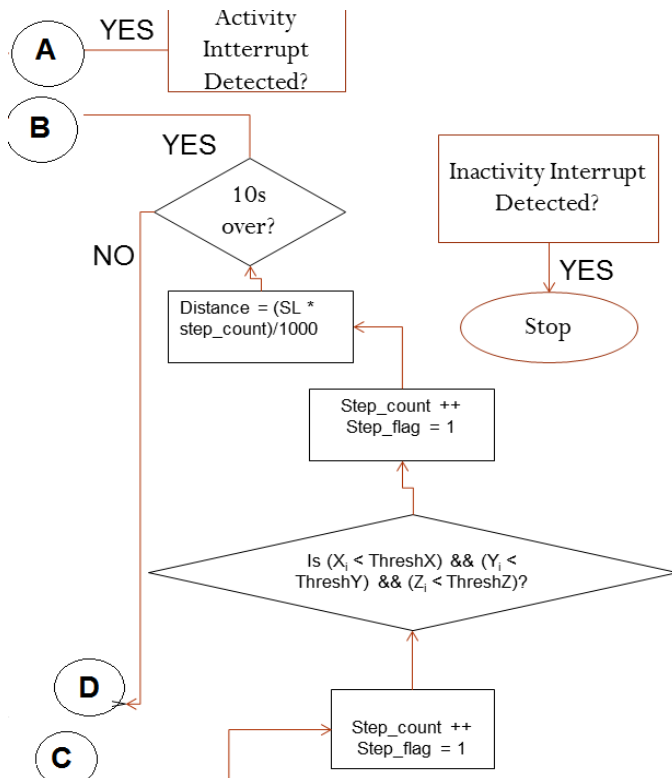 A
YES
Activity
Intterrupt
Detected?
B
YES
10s
over?
NO
Inactivity Interrupt
Detected?
YES
Stop
Distance = (SL *
step_count)/1000
Step_count ++
Step_flag = 1
Is (Xi < ThreshX) && (Yi <
ThreshY) && (Zi < ThreshZ)?
D
Step_count ++
Step_flag = 1
C